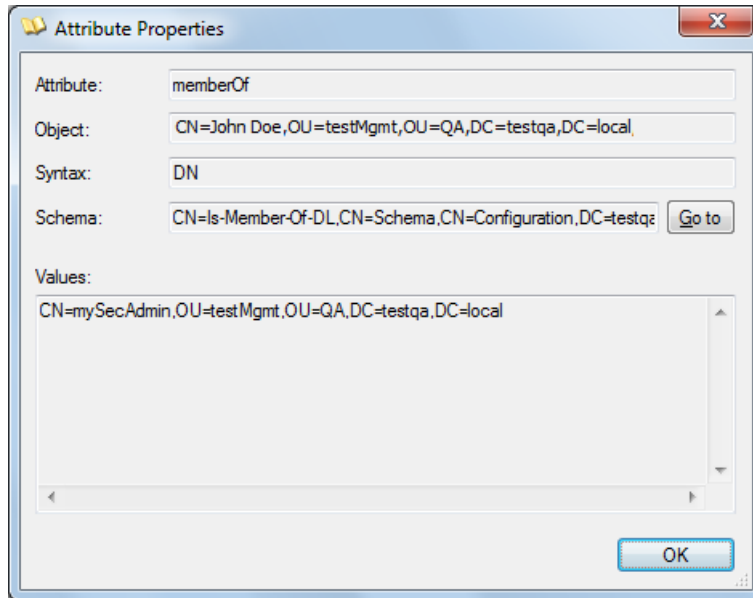 Attribute Properties
Attribute: memberOf
Object: CN=John Doe,OU=testMgmt,OU=QA,DC=testqa,DC=local,
Syntax: DN
Schema: CN=Is-Member-Of-DL,CN=Schema,CN=Configuration,DC=testqa Go to
Values:
CN=mySecAdmin,OU=testMgmt,OU=QA,DC=testqa,DC=local
OK